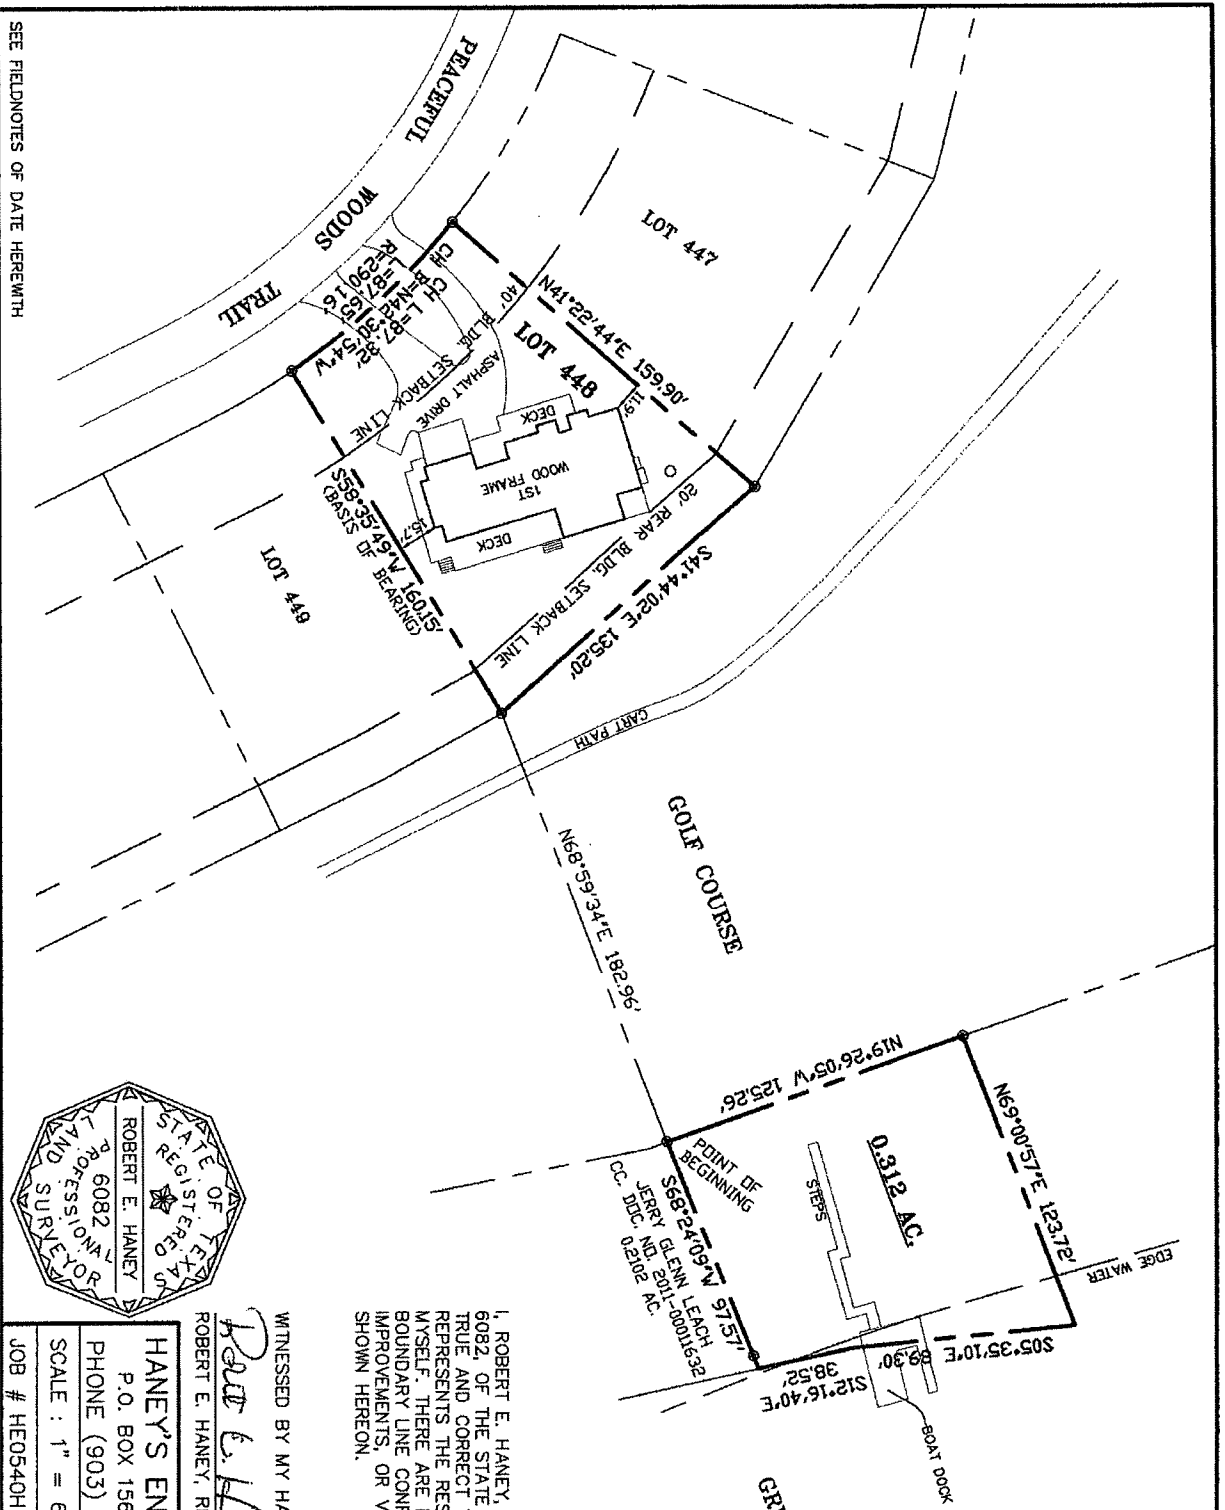 SEE FIELDNOTES OF DATE HEREWITH
PEACEFUL
WOODS
TRAIL
LOT 447
N41°22'44"E 159.90'
LOT 448
40' BLDG. SETBACK LINE
ASPHALT DRIVE
CH L=87.32'
L=87.65'
R=290.16'
11.9'
DECK
1ST
WOOD FRAME
DECK
15.7'
20' REAR BLDG. SETBACK LINE
S41°44'02"E 135.20'
S58°35'49"W 160.15'
(BASIS OF BEARING)
LOT 449
CART PATH
GOLF COURSE
N68°59'34"E 182.96'
N19°26'05"W 125.26'
N69°00'57"E 123.72'
0.312 AC.
STEPS
EDGE WATER
POINT OF
BEGINNING
S68°24'09"W 97.57'
JERRY GLENN LEACH
CC. DOC. NO. 2011-00011632
0.2102 AC.
S05°35'10"E 89.30'
S12°16'40"E
38.52'
BOAT DOCK
STATE OF TEXAS
REGISTERED
ROBERT E. HANEY
6082
PROFESSIONAL
LAND SURVEYOR
I, ROBERT E. HANEY,
6082, OF THE STATE
TRUE AND CORRECT
REPRESENTS THE RES
MYSELF. THERE ARE
BOUNDARY LINE CONF
IMPROVEMENTS, OR V
SHOWN HEREON.
WITNESSED BY MY HA
ROBERT E. HANEY, R
HANEY'S EN
P.O. BOX 156
PHONE (903)
SCALE : 1" = 6
JOB # HE0540H